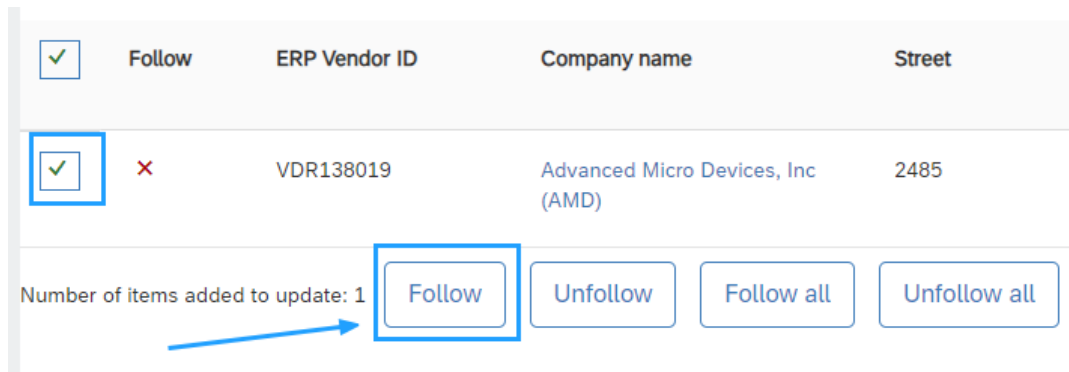 Follow ERP Vendor ID Company name Street
VDR138019 Advanced Micro Devices, Inc 2485
(AMD)
Number of items added to update: 1 Follow Unfollow Follow all Unfollow all